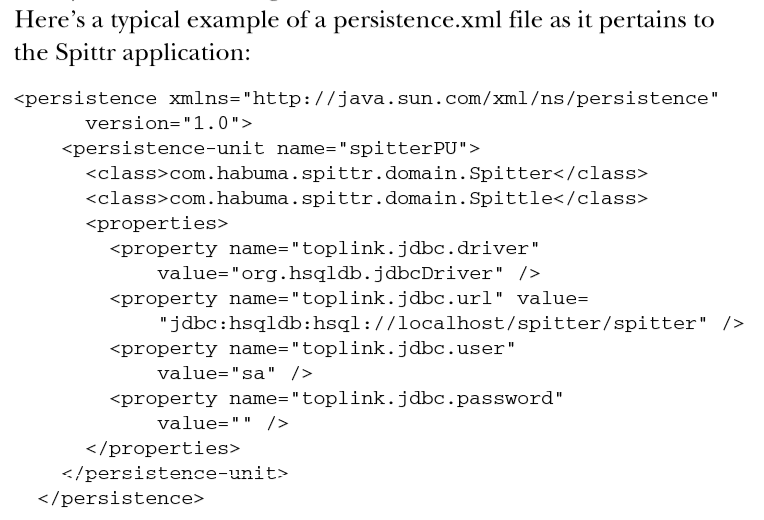 Here's a typical example of a persistence.xml file as it pertains to
the Spittr application:
<persistence xmlns="http://java.sun.com/xml/ns/persistence"
version="1.0">
<persistence-unit name="spitterPU">
<class>com.habuma.spittr.domain.Spitter</class>
<class>com.habuma.spittr.domain.Spittle</class>
<properties>
<property name="toplink.jdbc.driver"
value="org.hsqldb.jdbcDriver" />
<property name="toplink.jdbc.url" value=
"jdbc:hsqldb:hsql://localhost/spitter/spitter" />
<property name="toplink.jdbc.user"
value="sa" />
<property name="toplink.jdbc.password"
value="" />
</properties>
</persistence-unit>
</persistence>